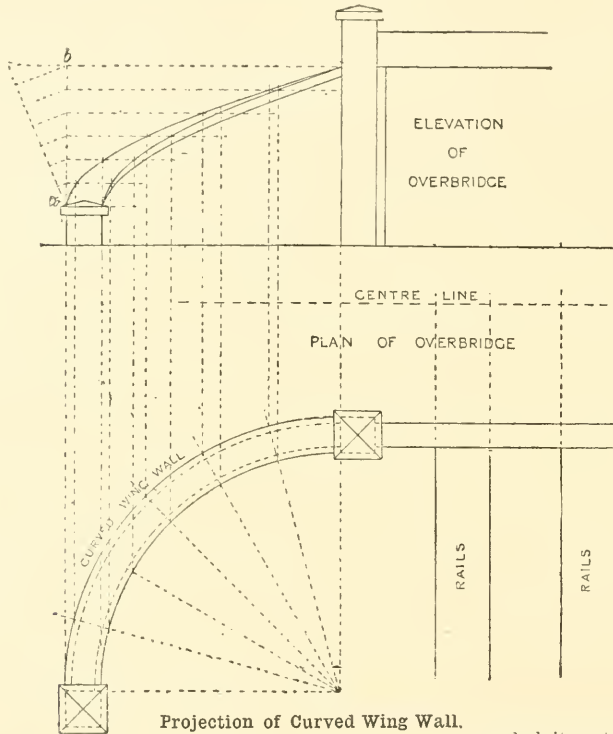 b
a
ELEVATION
OF
OVERBRIDGE
CENTRE LINE
PLAN OF OVERBRIDGE
CURVED WING WALL
RAILS
RAILS
Projection of Curved Wing Wall.